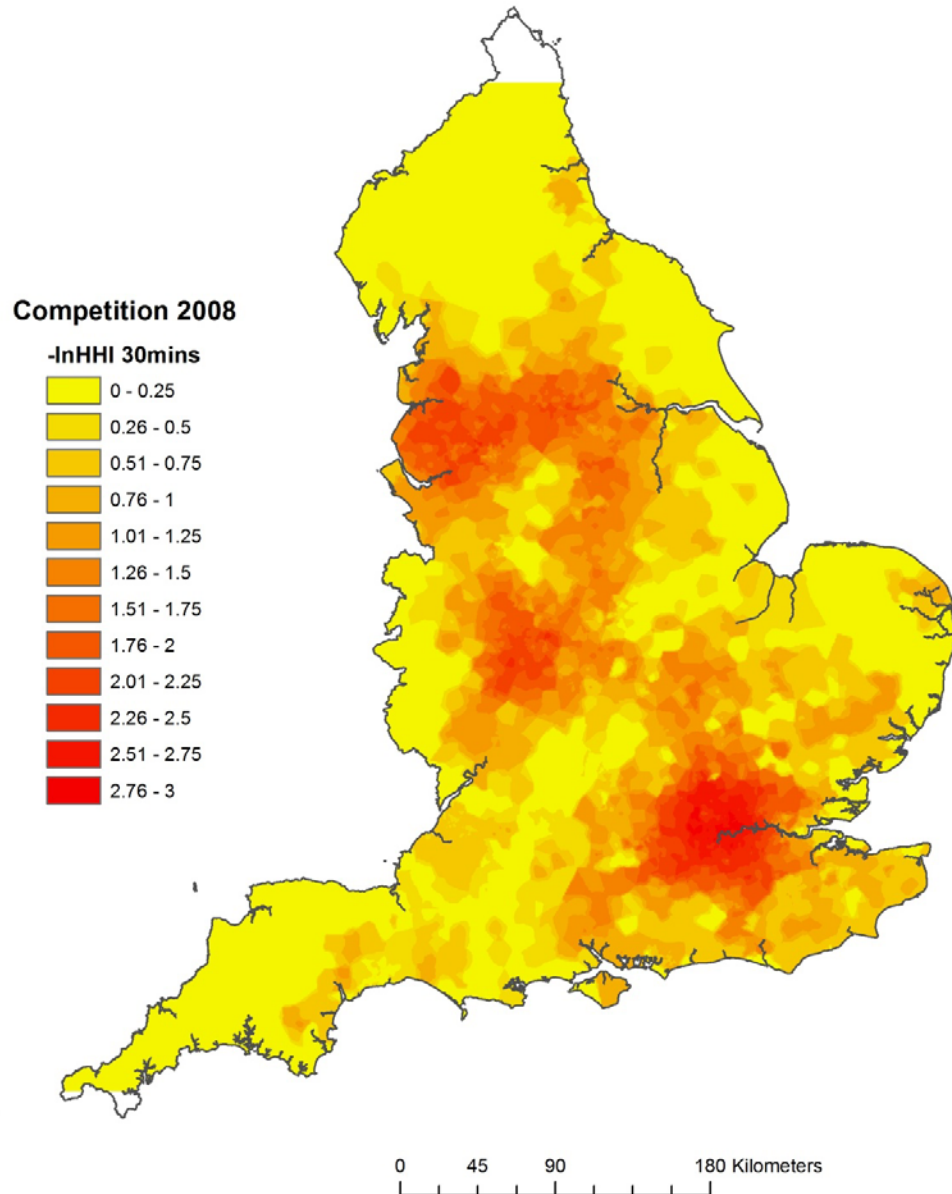 Competition 2008
-lnHHI 30mins
0 - 0.25
0.26 - 0.5
0.51 - 0.75
0.76 - 1
1.01 - 1.25
1.26 - 1.5
1.51 - 1.75
1.76 - 2
2.01 - 2.25
2.26 - 2.5
2.51 - 2.75
2.76 - 3
0 45 90 180 Kilometers